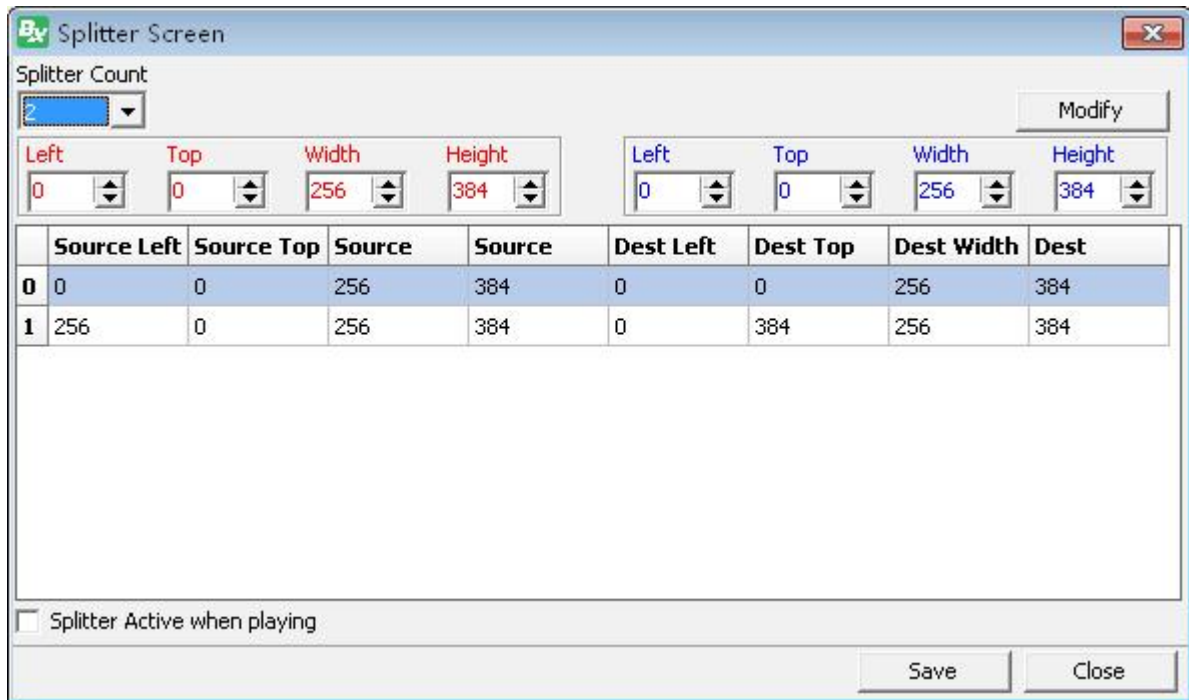 BX Splitter Screen
Splitter Count
2
Modify
Left Top Width Height Left Top Width Height
0 0 256 384 0 0 256 384
Source Left Source Top Source Source Dest Left Dest Top Dest Width Dest
0 0 0 256 384 0 0 256 384
1 256 0 256 384 0 384 256 384
Splitter Active when playing
Save Close